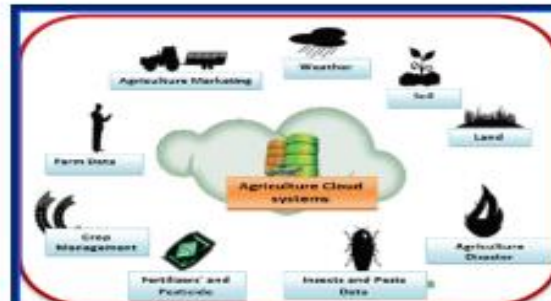 Weather
Agriculture Marketing
Soil
Land
Farm Data
Agriculture Cloud
systems
Crop
Management
Agriculture
Disaster
Fertilizers' and
Pesticide
Insects and Pests
Data